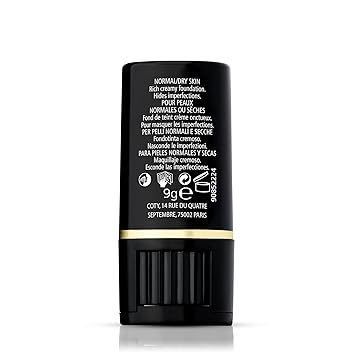 NORMAL/DRY SKIN
Rich creamy foundation.
Hides imperfections.
POUR PEAUX
NORMALES OU SÈCHES
Fond de teint crème onctueux.
Pour masquer les imperfections.
PER PELLI NORMALI E SECCHE
Fondotinta cremoso.
Nasconde le imperfezioni.
PARA PIELES NORMALES Y SECAS
Maquillaje cremoso.
Esconde las imperfecciones.
9g e
COTY, 14 RUE DU QUATRE
SEPTEMBRE, 75002 PARIS
90852224